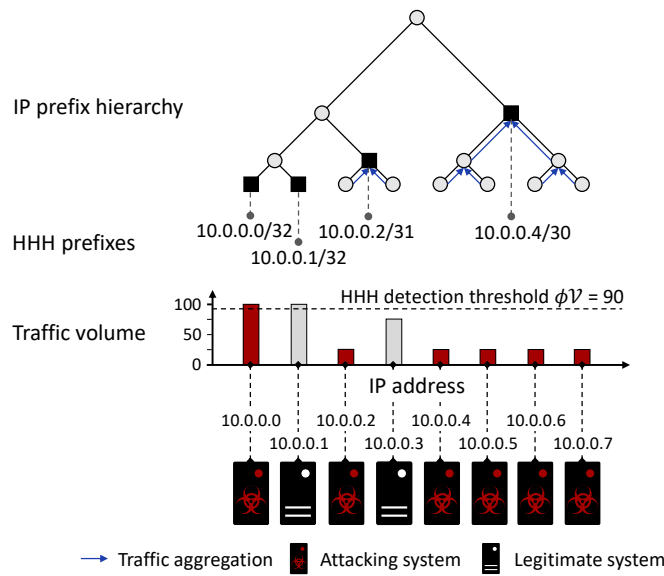 IP prefix hierarchy
10.0.0.0/32
10.0.0.2/31
10.0.0.4/30
HHH prefixes
10.0.0.1/32
HHH detection threshold ϕ𝒱 = 90
100
Traffic volume
50
0
IP address
10.0.0.0
10.0.0.2
10.0.0.4
10.0.0.6
10.0.0.1
10.0.0.3
10.0.0.5
10.0.0.7
Traffic aggregation
Attacking system
Legitimate system